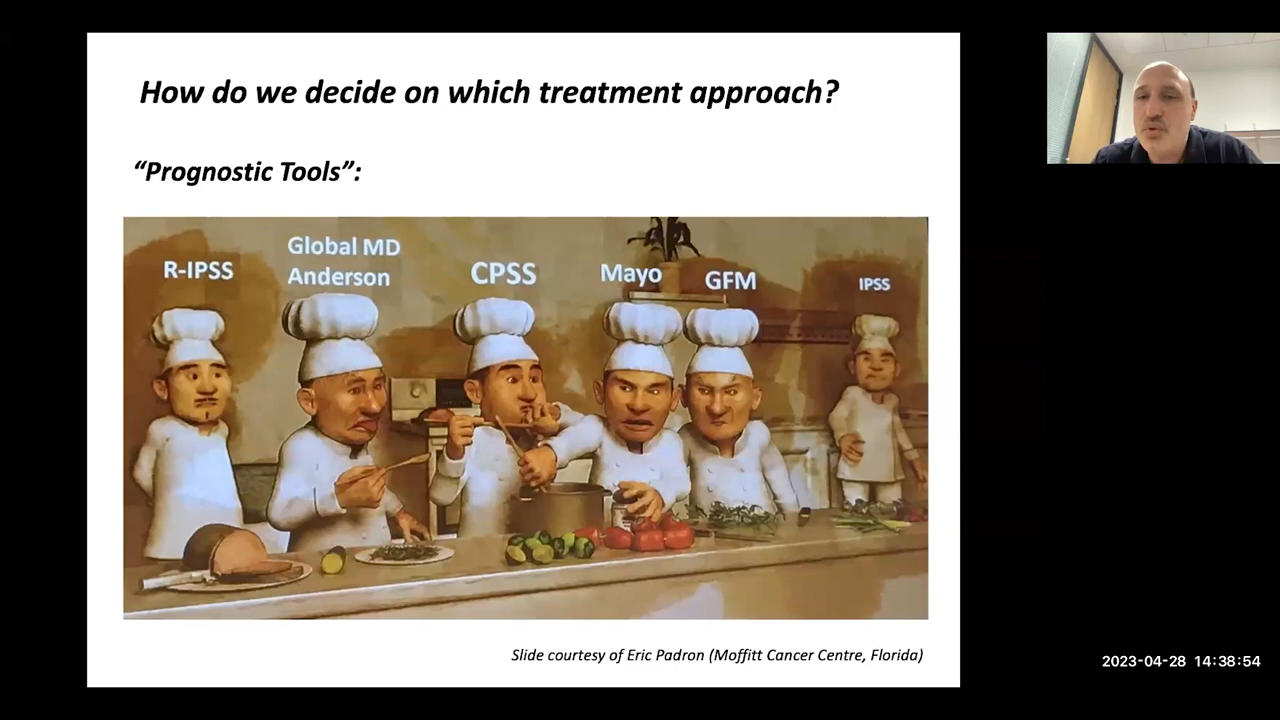 How do we decide on which treatment approach?
“Prognostic Tools”:
R-IPSS
Global MD
Anderson
CPSS
Mayo
GFM
IPSS
Slide courtesy of Eric Padron (Moffitt Cancer Centre, Florida)
2023-04-28 14:38:54